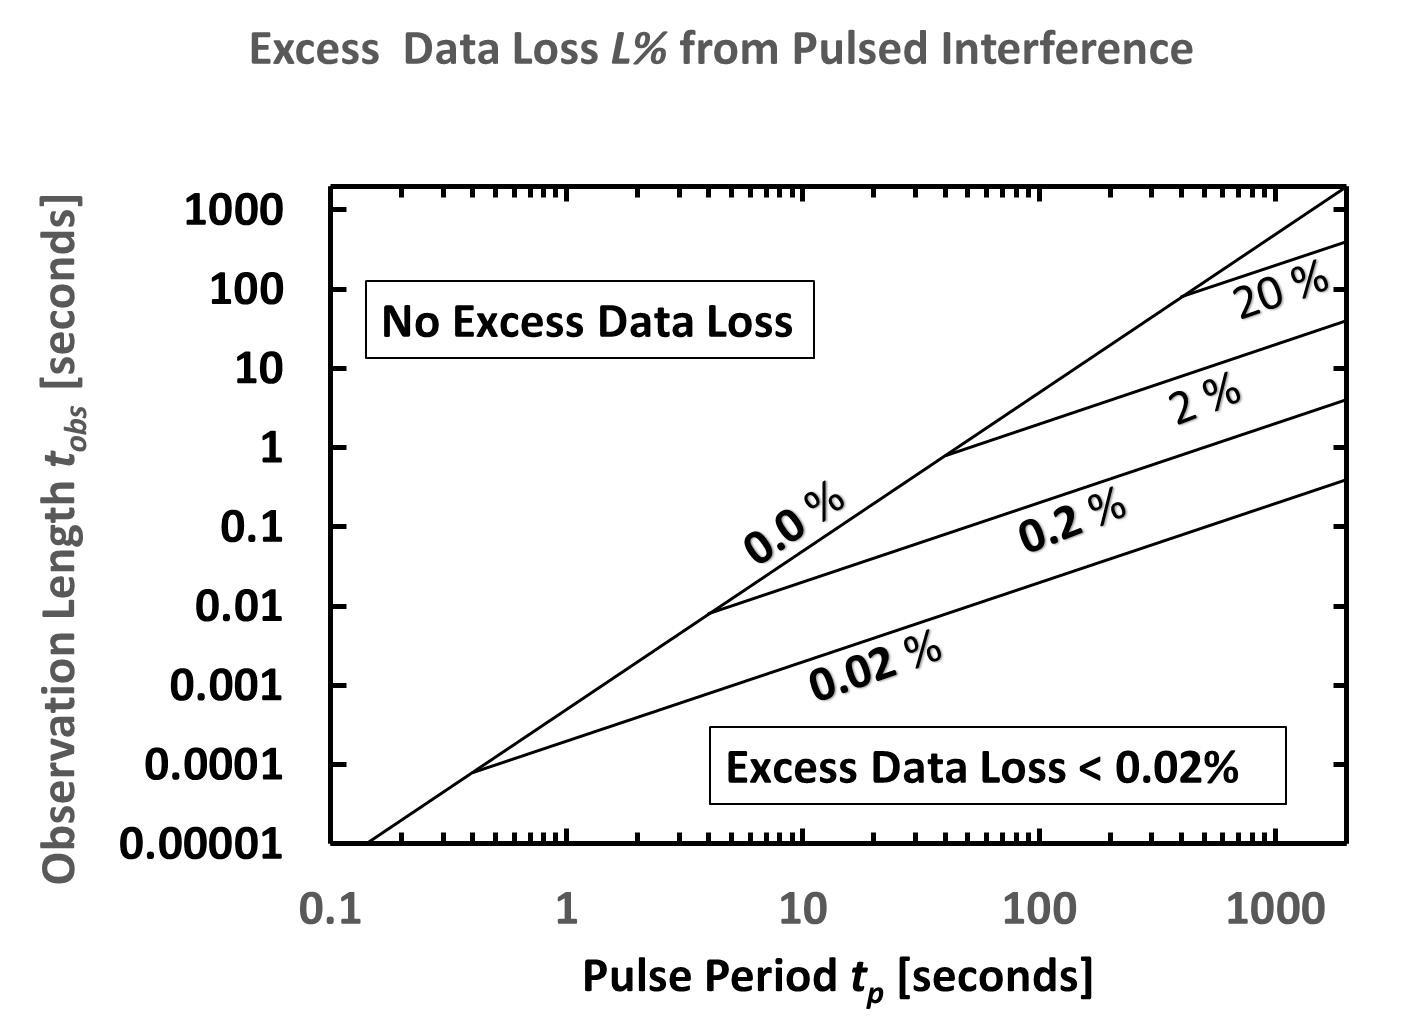 Excess Data Loss L% from Pulsed Interference
Observation Length tobs [seconds]
1000
100
10
1
0.1
0.01
0.001
0.0001
0.00001
No Excess Data Loss
20 %
2 %
0.0 %
0.2 %
0.02 %
Excess Data Loss < 0.02%
0.1 1 10 100 1000
Pulse Period tp [seconds]